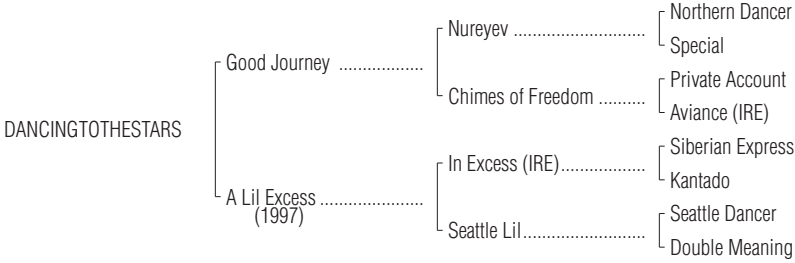 Northern Dancer
Nureyev .............................
Special
Good Journey ..................
Private Account
Chimes of Freedom ..........
Aviance (IRE)
DANCINGTOTHESTARS
Siberian Express
In Excess (IRE)..................
Kantado
A Lil Excess ......................
(1997)
Seattle Dancer
Seattle Lil..........................
Double Meaning